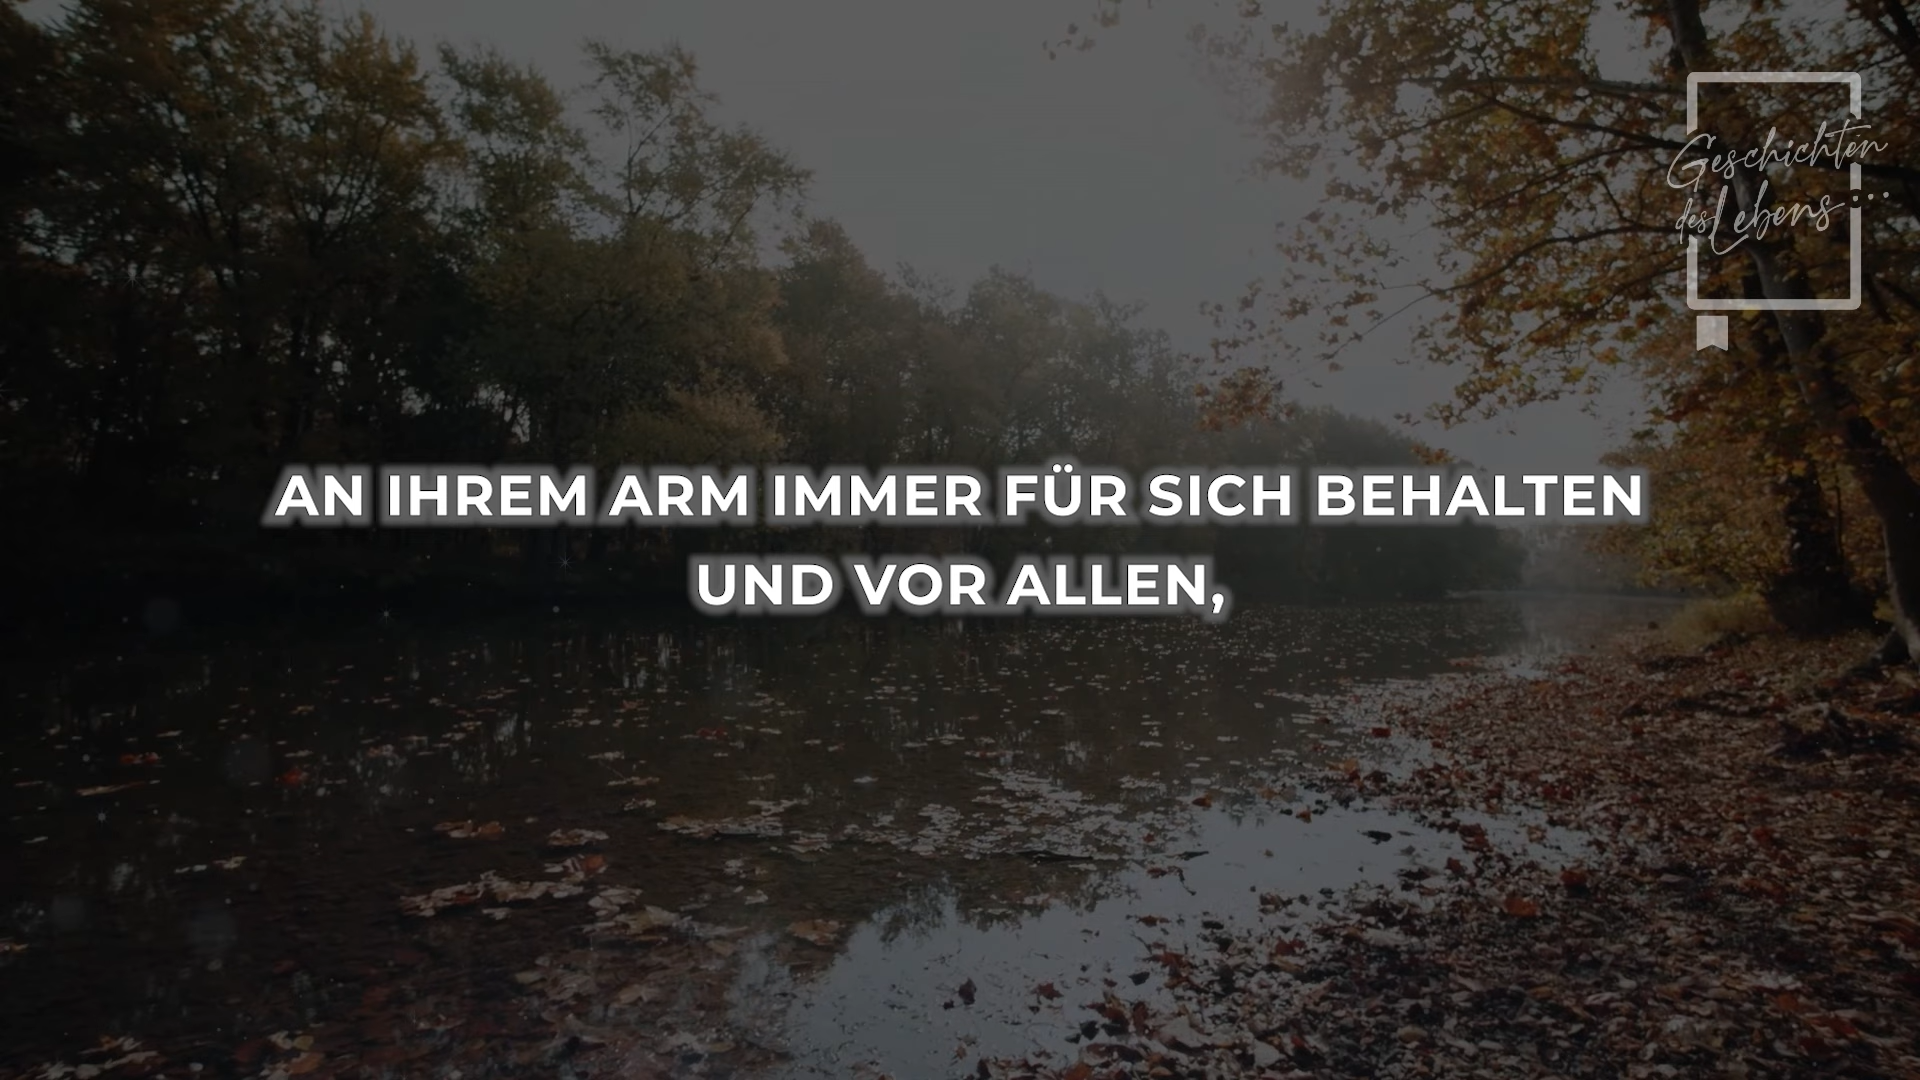 Geschichten
des Lebens...
AN IHREM ARM IMMER FÜR SICH BEHALTEN
UND VOR ALLEN,